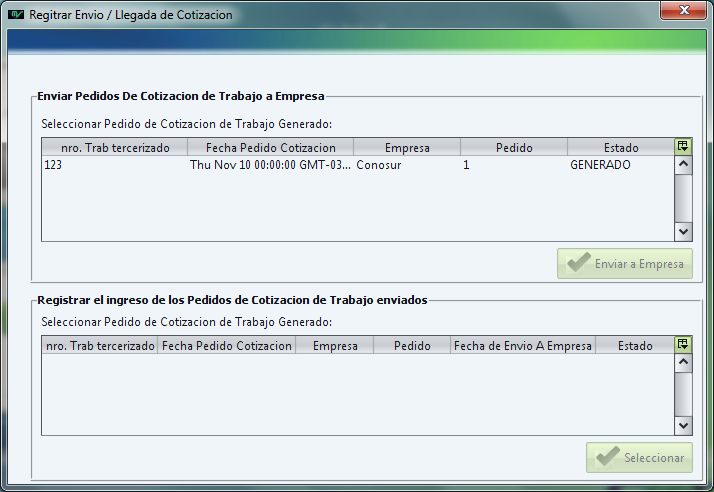 Regitrar Envio / Llegada de Cotizacion
Enviar Pedidos De Cotizacion de Trabajo a Empresa
Seleccionar Pedido de Cotizacion de Trabajo Generado:
nro. Trab tercerizado Fecha Pedido Cotizacion Empresa Pedido Estado
123 Thu Nov 10 00:00:00 GMT-03... Conosur 1 GENERADO
Enviar a Empresa
Registrar el ingreso de los Pedidos de Cotizacion de Trabajo enviados
Seleccionar Pedido de Cotizacion de Trabajo Generado:
nro. Trab tercerizado Fecha Pedido Cotizacion Empresa Pedido Fecha de Envio A Empresa Estado
Seleccionar